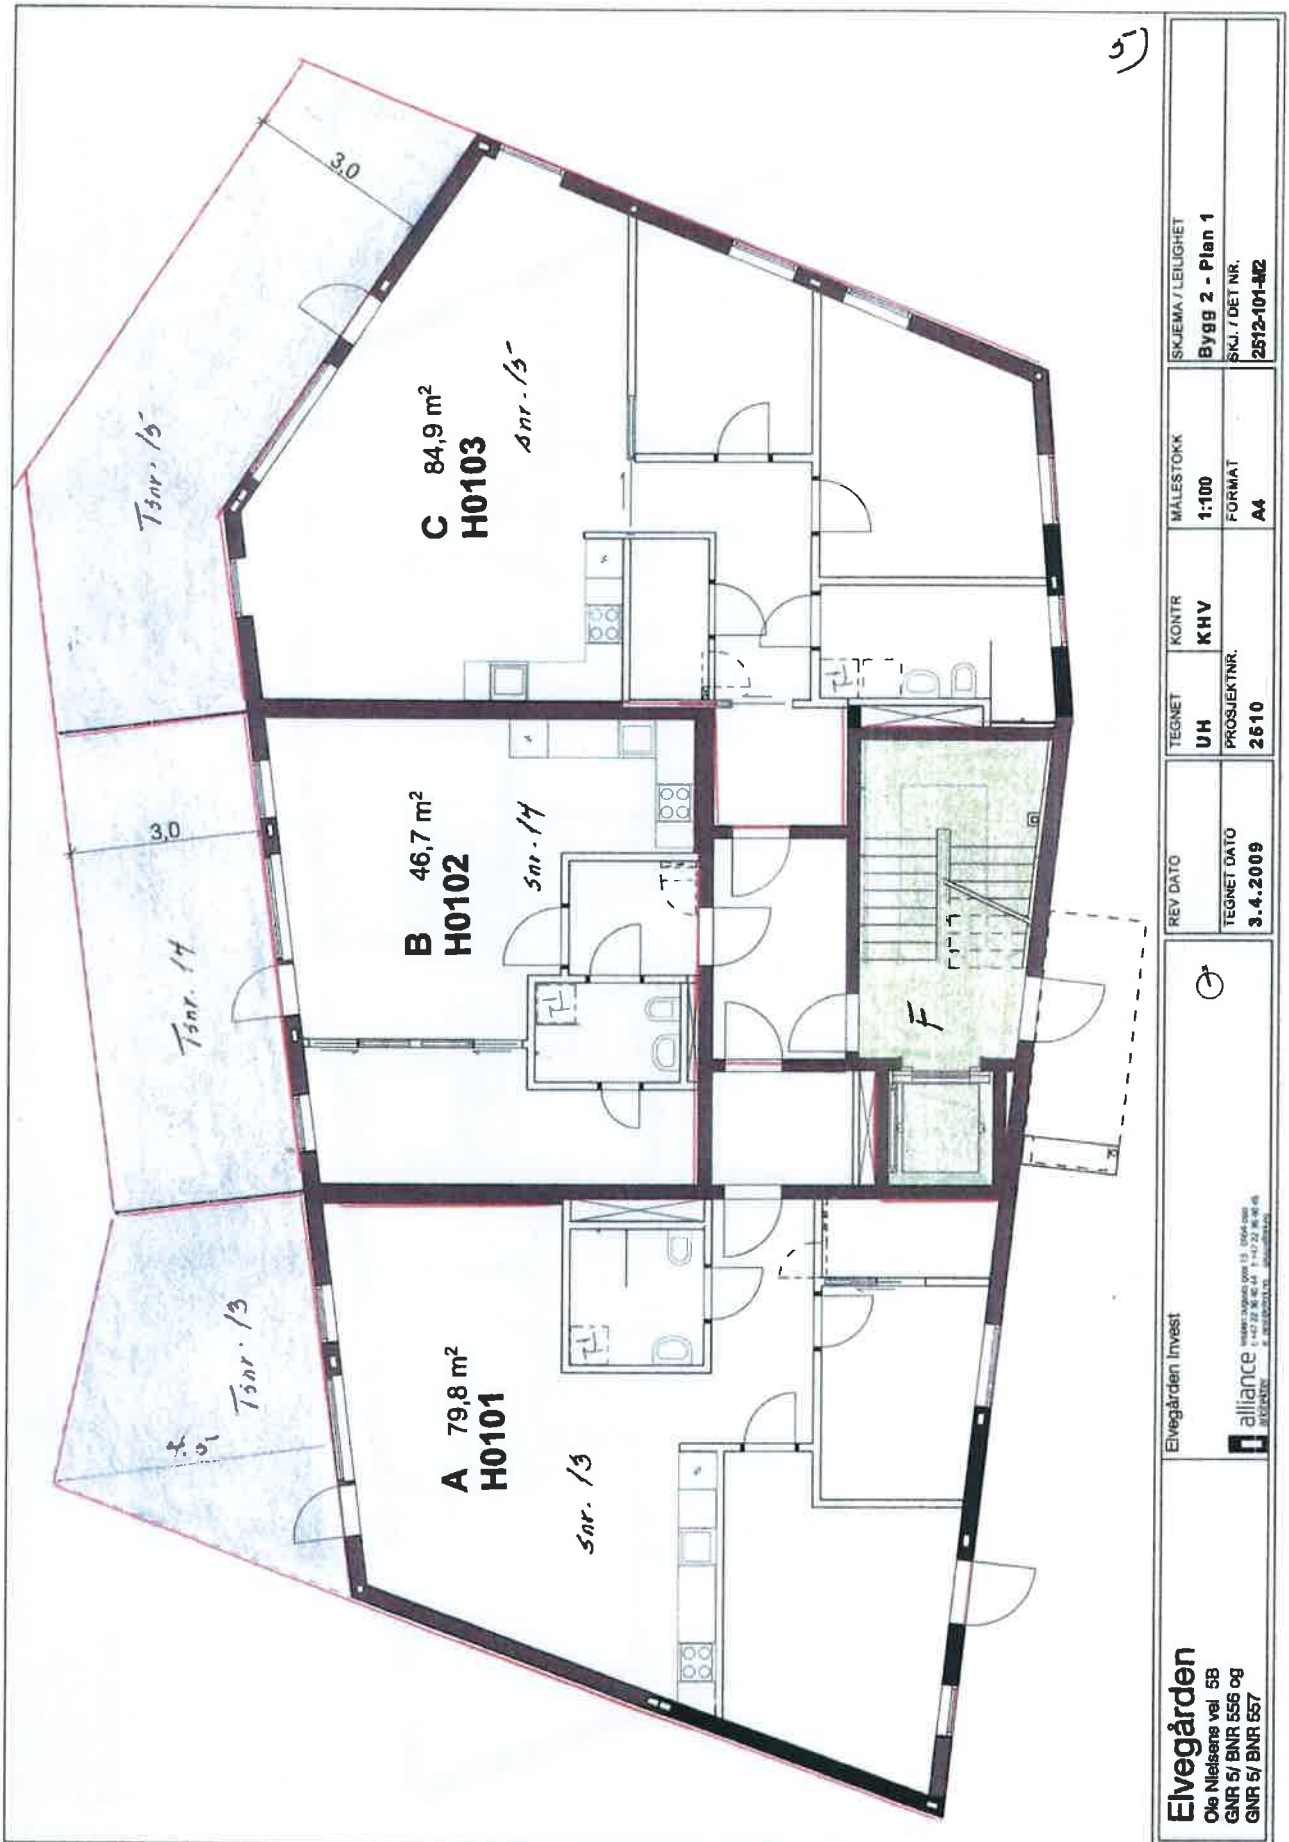 5)
3,0
Tsnr. 15
C 84,9 m²
H0103
snr. 15
3,0
Tsnr. 14
B 46,7 m²
H0102
snr. 14
F
Tsnr. 13
A 79,8 m²
H0101
snr. 13
Elvegården
Ole Nielsens vei 5B
GNR 5/ BNR 556 og
GNR 5/ BNR 557
Elvegården Invest
alliance
arkitekter
REV DATO
TEGNET DATO
3.4.2009
TEGNET
UH
KONTR
KHV
PROSJEKTNR.
2510
MÅLESTOKK
1:100
FORMAT
A4
SKJEMA / LEILIGHET
Bygg 2 - Plan 1
SKJ. / DET NR.
2512-101-M2